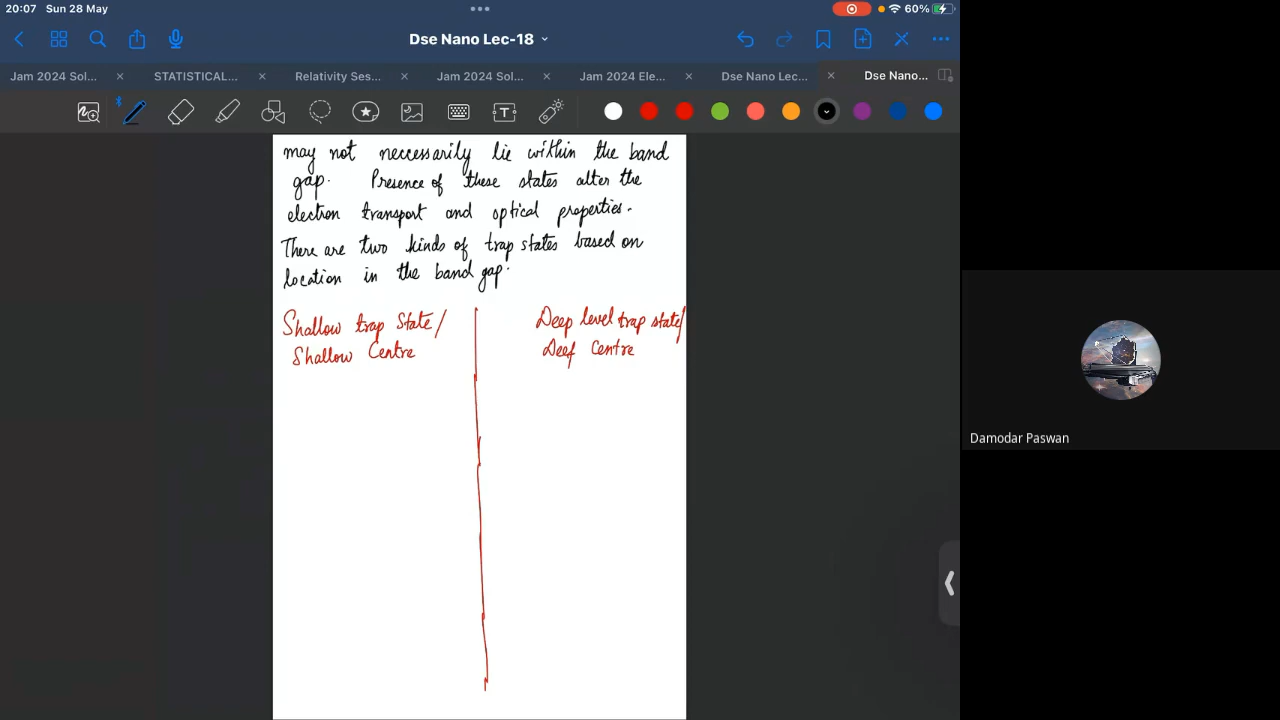 20:07 Sun 28 May
60%
Dse Nano Lec-18
Jam 2024 Sol...
STATISTICAL...
Relativity Ses...
Jam 2024 Sol...
Jam 2024 Ele...
Dse Nano Lec...
Dse Nano...
may not neccessarily lie within the band
gap. Presence of these states alter the
electron transport and optical properties.
There are two kinds of trap states based on
location in the band gap.
Shallow trap State/
Shallow Centre
Deep level trap state/
Deef Centre
Damodar Paswan